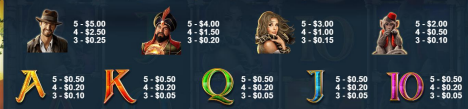 5 - $5.00
4 - $2.50
3 - $0.25
5 - $4.00
4 - $1.50
3 - $0.20
5 - $3.00
4 - $1.00
3 - $0.15
5 - $2.00
4 - $0.50
3 - $0.10
A
5 - $0.50
4 - $0.20
3 - $0.10
K
5 - $0.50
4 - $0.20
3 - $0.05
Q
5 - $0.50
4 - $0.20
3 - $0.05
J
5 - $0.50
4 - $0.20
3 - $0.05
10
5 - $0.50
4 - $0.20
3 - $0.05